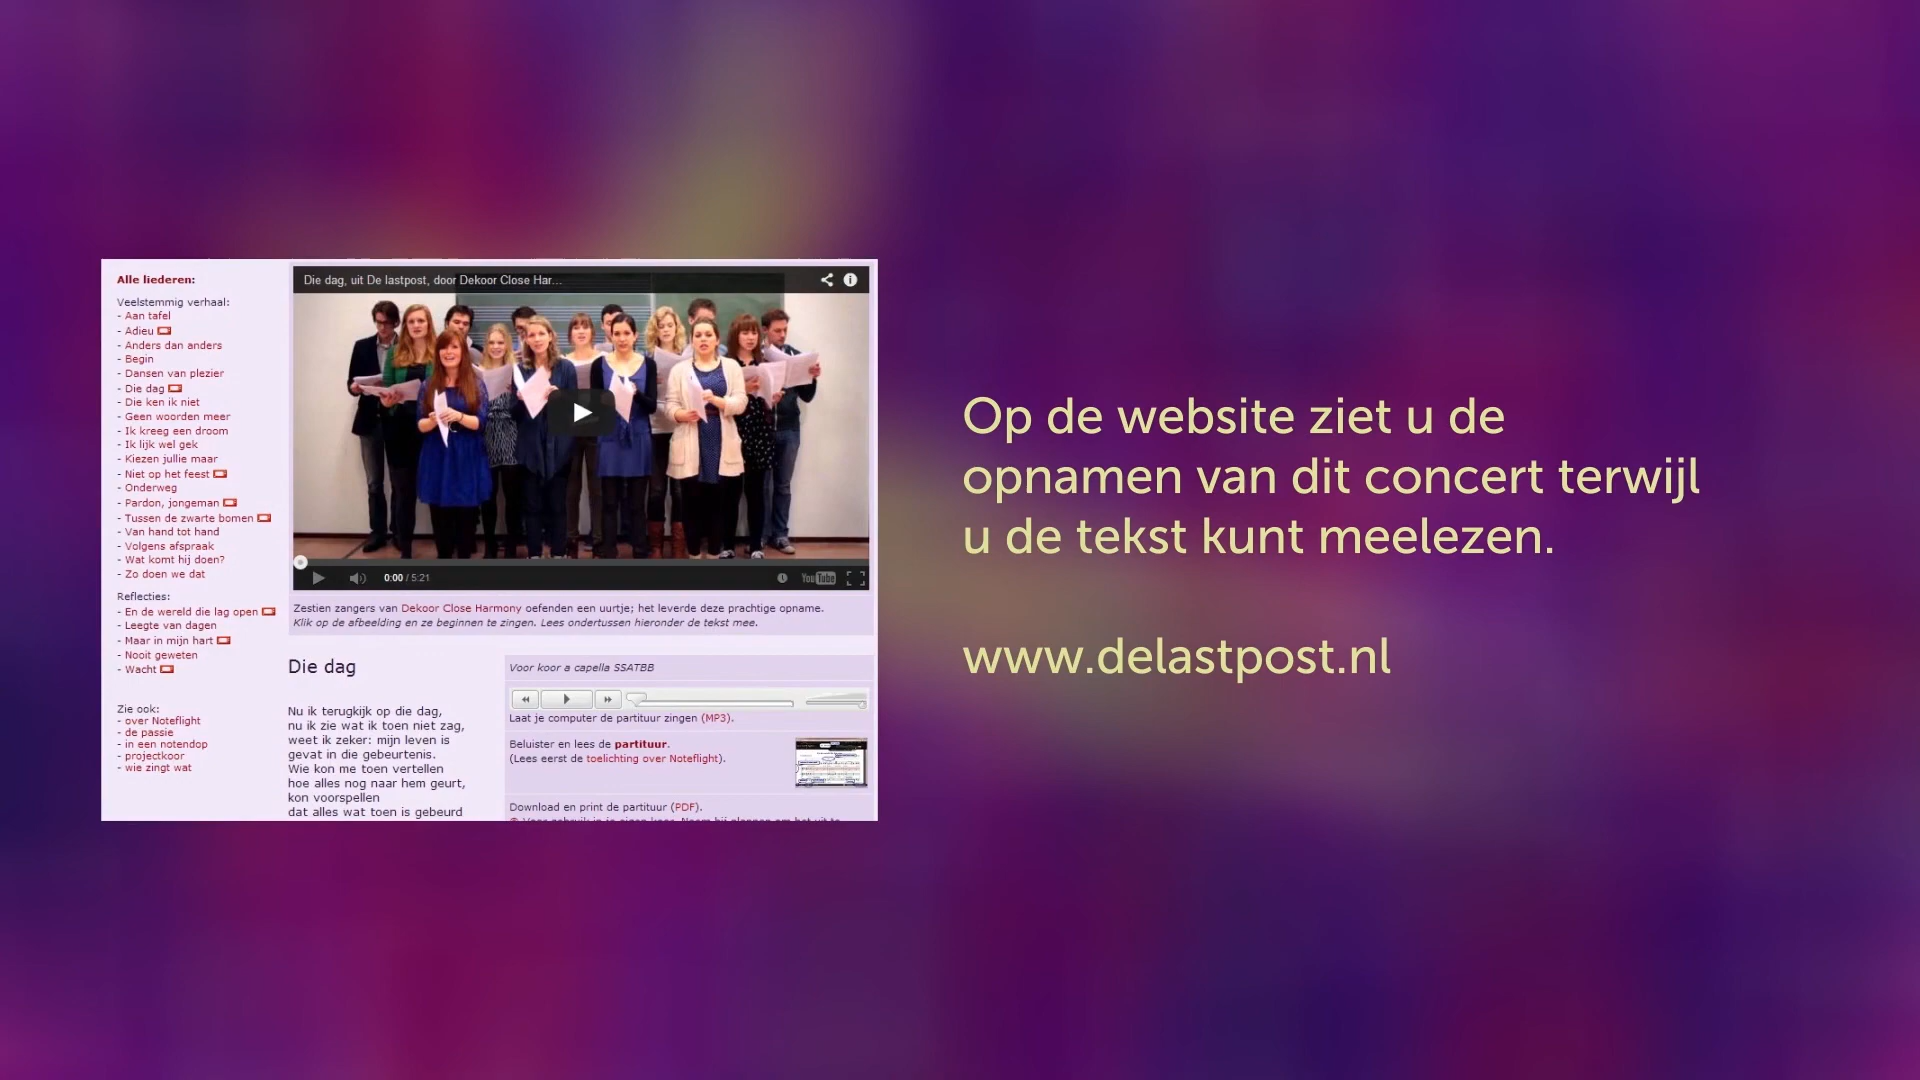 Alle liederen:
Veelstemmig verhaal:
- Aan tafel
- Adieu
- Anders dan anders
- Begin
- Dansen van plezier
- Die dag
- Die ken ik niet
- Geen woorden meer
- Ik kreeg een droom
- Ik lijk wel gek
- Kiezen jullie maar
- Niet op het feest
- Onderweg
- Pardon, jongeman
- Tussen de zwarte bomen
- Van hand tot hand
- Volgens afspraak
- Wat komt hij doen?
- Zo doen we dat
Reflecties:
- En de wereld die lag open
- Leegte van dagen
- Maar in mijn hart
- Nooit geweten
- Wacht
Zie ook:
- over Noteflight
- de passie
- in een notendop
- projectkoor
- wie zingt wat
Die dag, uit De lastpost, door Dekoor Close Har...
0:00 / 5:21
YouTube
Zestien zangers van Dekoor Close Harmony oefenden een uurtje; het leverde deze prachtige opname.
Klik op de afbeelding en ze beginnen te zingen. Lees ondertussen hieronder de tekst mee.
Die dag
Nu ik terugkijk op die dag,
nu ik zie wat ik toen niet zag,
weet ik zeker: mijn leven is
gevat in die gebeurtenis.
Wie kon me toen vertellen
hoe alles nog naar hem geurt,
kon voorspellen
dat alles wat toen is gebeurd
Voor koor a capella SSATBB
Laat je computer de partituur zingen (MP3).
Beluister en lees de partituur.
(Lees eerst de toelichting over Noteflight).
Download en print de partituur (PDF).
Op de website ziet u de
opnamen van dit concert terwijl
u de tekst kunt meelezen.
www.delastpost.nl